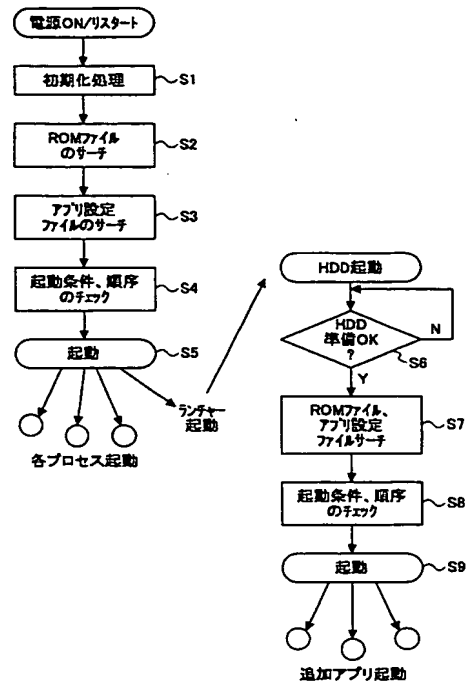 電源ON/リスタート
初期化処理
S1
ROMファイル
のサーチ
S2
アプリ設定
ファイルのサーチ
S3
起動条件、順序
のチェック
S4
起動
S5
ランチャー
起動
各プロセス起動
HDD起動
HDD
準備OK
?
N
S6
Y
ROMファイル、
アプリ設定
ファイルサーチ
S7
起動条件、順序
のチェック
S8
起動
S9
追加アプリ起動